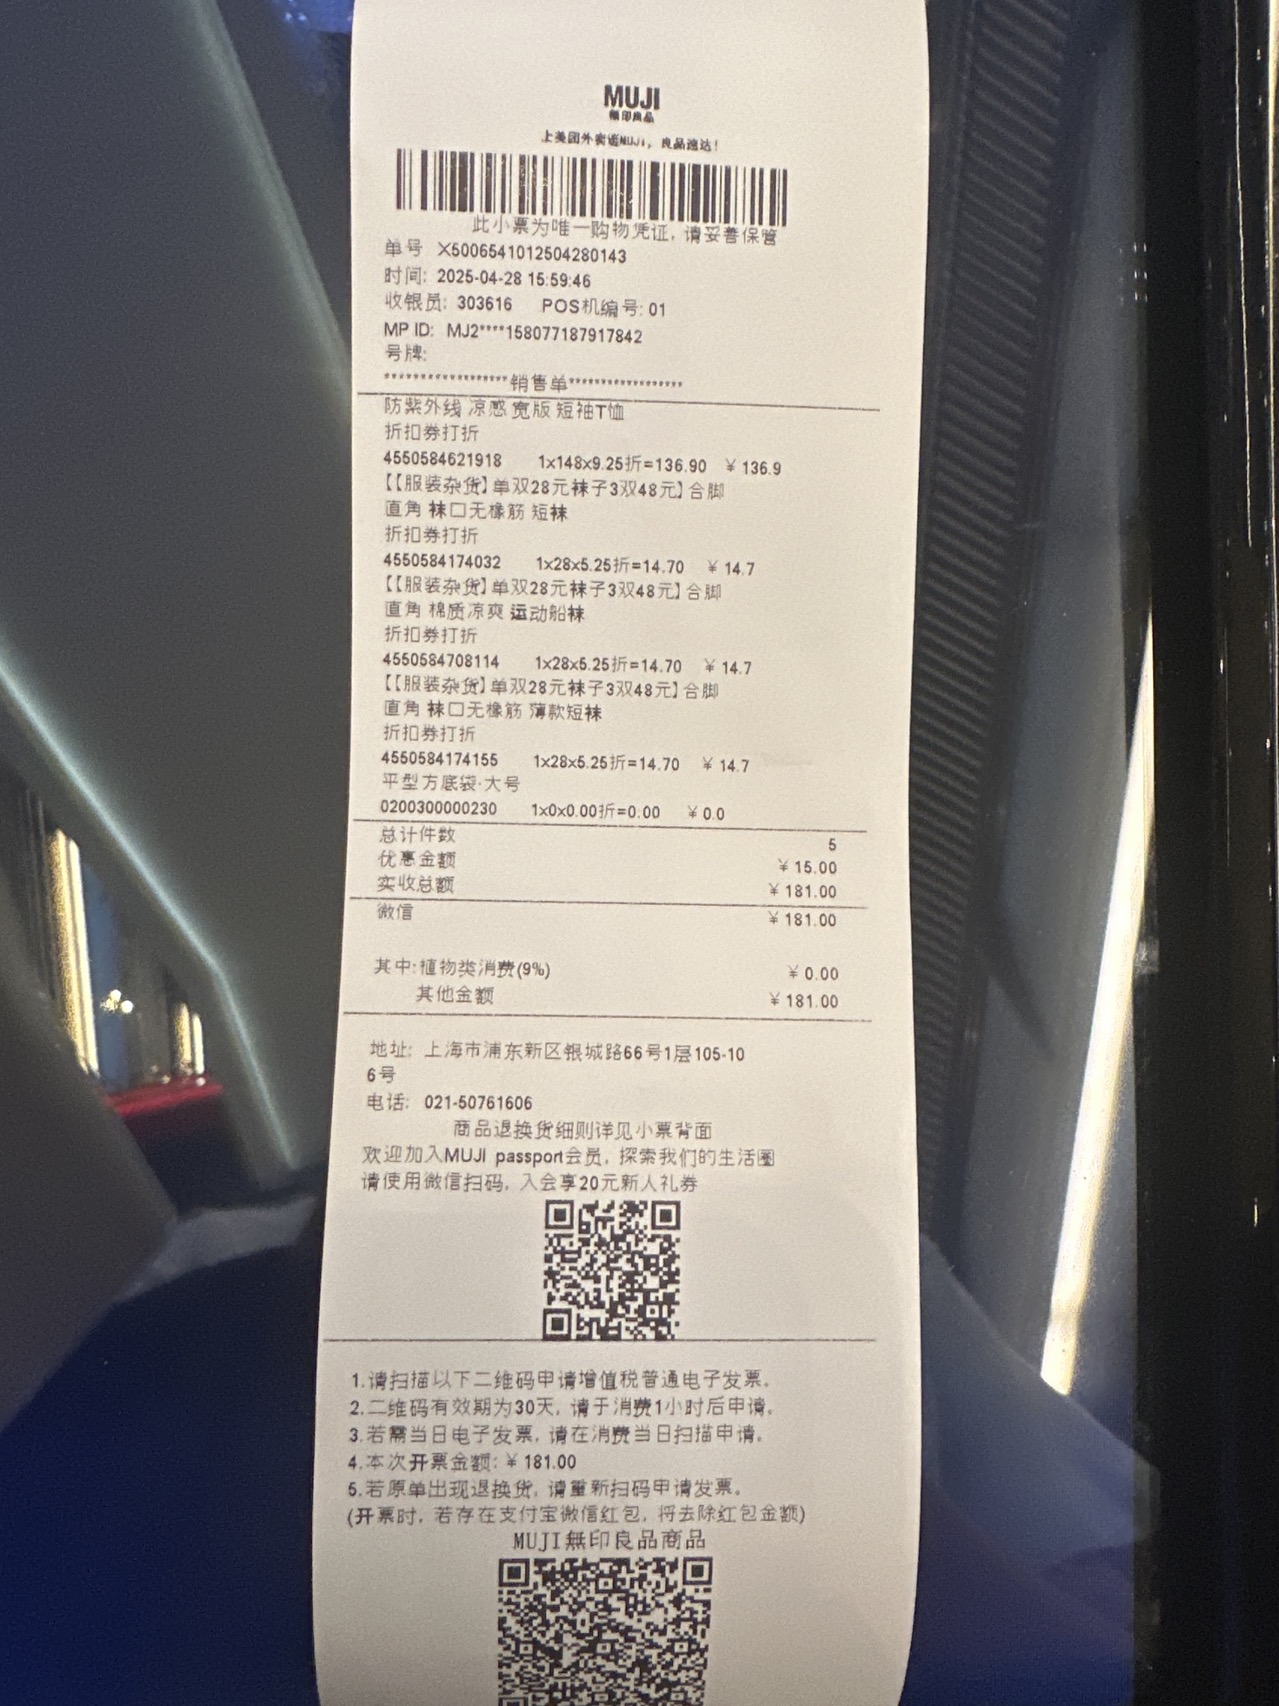 MUJI
無印良品
上美团外卖逛MUJI，良品速达！
此小票为唯一购物凭证, 请妥善保管
单号 X5006541012504280143
时间: 2025-04-28 15:59:46
收银员: 303616 POS机编号: 01
MP ID: MJ2****158077187917842
号牌:
******************销售单*****************
防紫外线 凉感 宽版 短袖T恤
折扣券打折
4550584621918 1x148x9.25折=136.90 ￥136.9
【【服装杂货】单双28元袜子3双48元】合脚
直角 袜口无橡筋 短袜
折扣券打折
4550584174032 1x28x5.25折=14.70 ￥14.7
【【服装杂货】单双28元袜子3双48元】合脚
直角 棉质凉爽 运动船袜
折扣券打折
4550584708114 1x28x5.25折=14.70 ￥14.7
【【服装杂货】单双28元袜子3双48元】合脚
直角 袜口无橡筋 薄款短袜
折扣券打折
4550584174155 1x28x5.25折=14.70 ￥14.7
平型方底袋·大号
0200300000230 1x0x0.00折=0.00 ￥0.0
总计件数 5
优惠金额 ￥15.00
实收总额 ￥181.00
微信 ￥181.00
其中:植物类消费(9%) ￥0.00
其他金额 ￥181.00
地址: 上海市浦东新区银城路66号1层105-10
6号
电话: 021-50761606
商品退换货细则详见小票背面
欢迎加入MUJI passport会员, 探索我们的生活圈
请使用微信扫码, 入会享20元新人礼券
1.请扫描以下二维码申请增值税普通电子发票。
2.二维码有效期为30天, 请于消费1小时后申请。
3.若需当日电子发票, 请在消费当日扫描申请。
4.本次开票金额: ￥181.00
5.若原单出现退换货, 请重新扫码申请发票。
(开票时, 若存在支付宝微信红包, 将去除红包金额)
MUJI無印良品商品